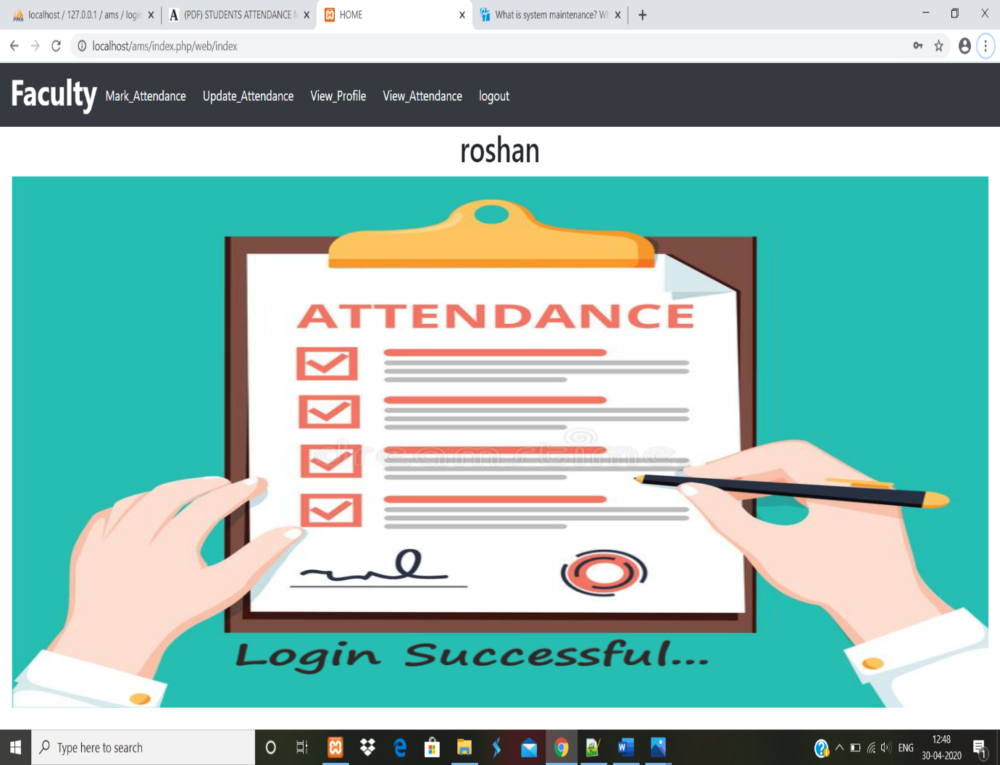 localhost / 127.0.0.1 / ams / login
(PDF) STUDENTS ATTENDANCE M
HOME
What is system maintenance? Wh
localhost/ams/index.php/web/index
Faculty Mark_Attendance Update_Attendance View_Profile View_Attendance logout
roshan
ATTENDANCE
dreamstime
Login Successful...
Type here to search
ENG
12:48
30-04-2020